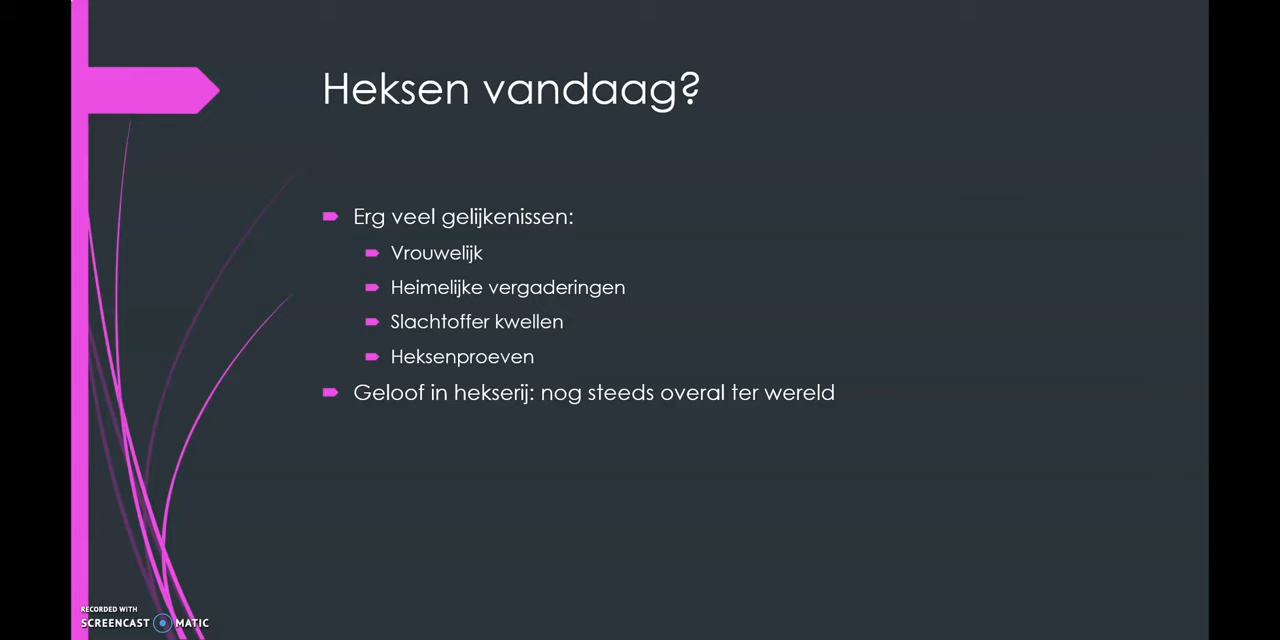 Heksen vandaag?
Erg veel gelijkenissen:
Vrouwelijk
Heimelijke vergaderingen
Slachtoffer kwellen
Heksenproeven
Geloof in hekserij: nog steeds overal ter wereld
RECORDED WITH
SCREENCAST MATIC